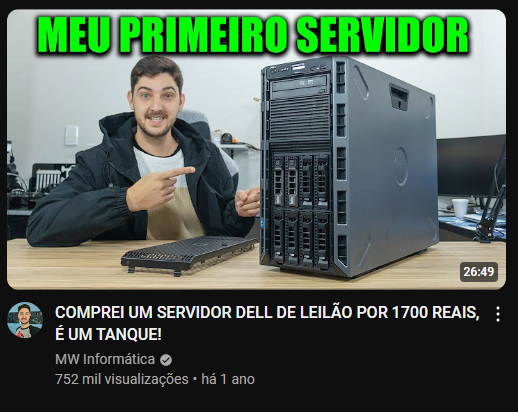 MEU PRIMEIRO SERVIDOR
26:49
COMPREI UM SERVIDOR DELL DE LEILÃO POR 1700 REAIS,
É UM TANQUE!
MW Informática
752 mil visualizações • há 1 ano